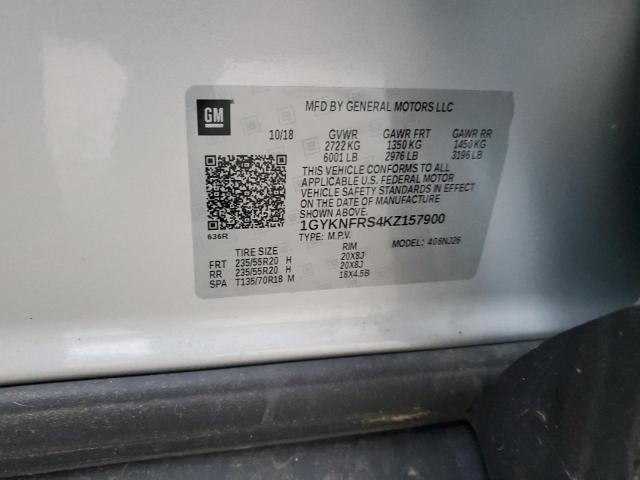 GM
MFD BY GENERAL MOTORS LLC
10/18 GVWR GAWR FRT GAWR RR
2722 KG 1350 KG 1450 KG
6001 LB 2976 LB 3196 LB
THIS VEHICLE CONFORMS TO ALL
APPLICABLE U.S. FEDERAL MOTOR
VEHICLE SAFETY STANDARDS IN EFFECT
ON THE DATE OF MANUFACTURE
SHOWN ABOVE.
1GYKNFRS4KZ157900
636R
TYPE: M.P.V. MODEL: 406NJ26
TIRE SIZE RIM
FRT 235/55R20 H 20X8J
RR 235/55R20 H 20X8J
SPA T135/70R18 M 18X4.5B